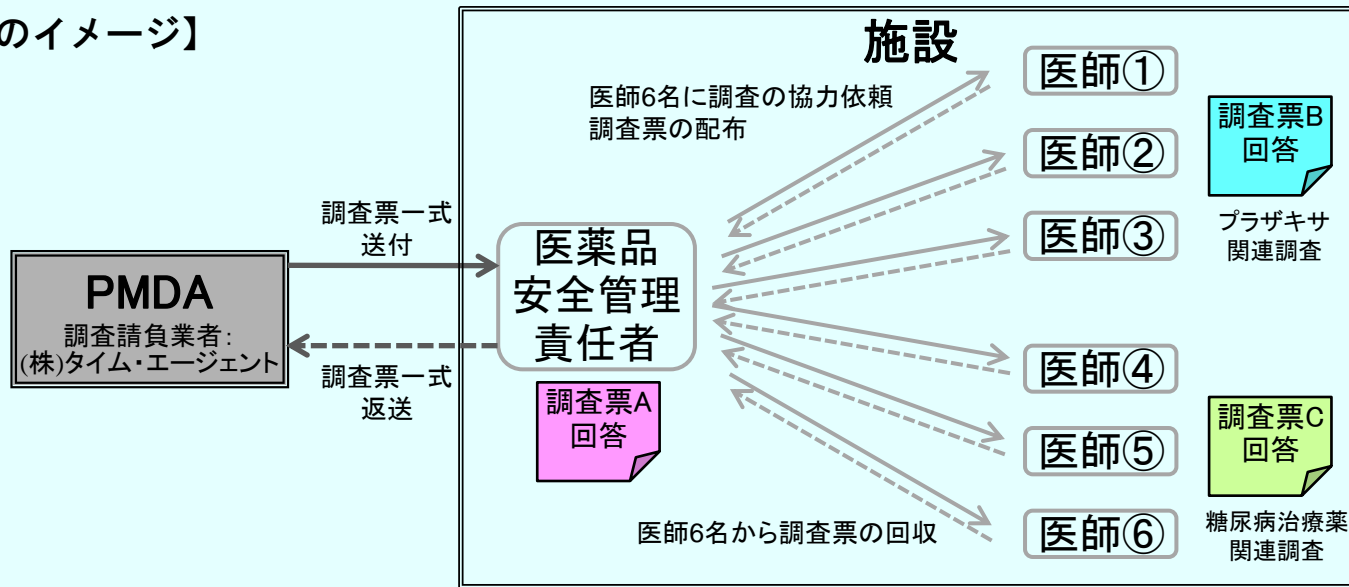 のイメージ】
施設
医師6名に調査の協力依頼
調査票の配布
医師①
医師②
医師③
調査票B
回答
プラザキサ
関連調査
調査票一式
送付
PMDA
調査請負業者:
(株)タイム・エージェント
医薬品
安全管理
責任者
調査票一式
返送
調査票A
回答
医師④
医師⑤
医師⑥
調査票C
回答
糖尿病治療薬
関連調査
医師6名から調査票の回収